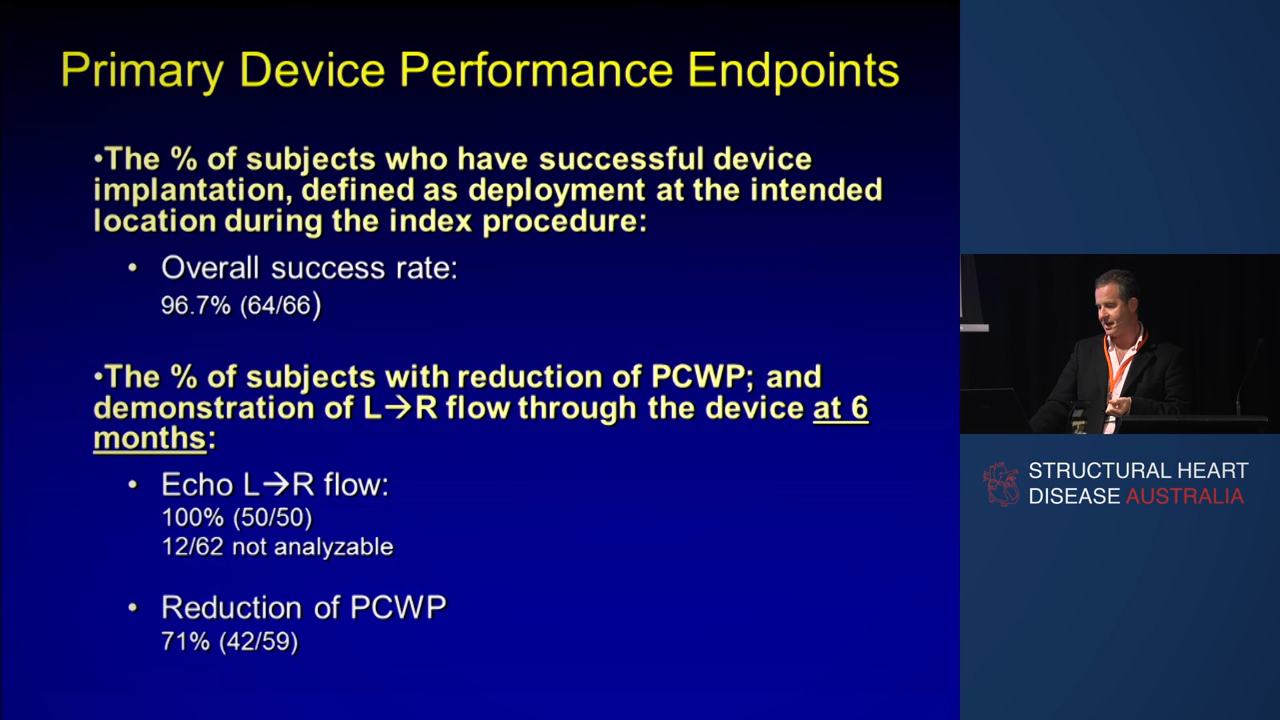 Primary Device Performance Endpoints
•The % of subjects who have successful device
implantation, defined as deployment at the intended
location during the index procedure:
• Overall success rate:
96.7% (64/66)
•The % of subjects with reduction of PCWP; and
demonstration of L→R flow through the device at 6
months:
• Echo L→R flow:
100% (50/50)
12/62 not analyzable
• Reduction of PCWP
71% (42/59)
STRUCTURAL HEART
DISEASE AUSTRALIA